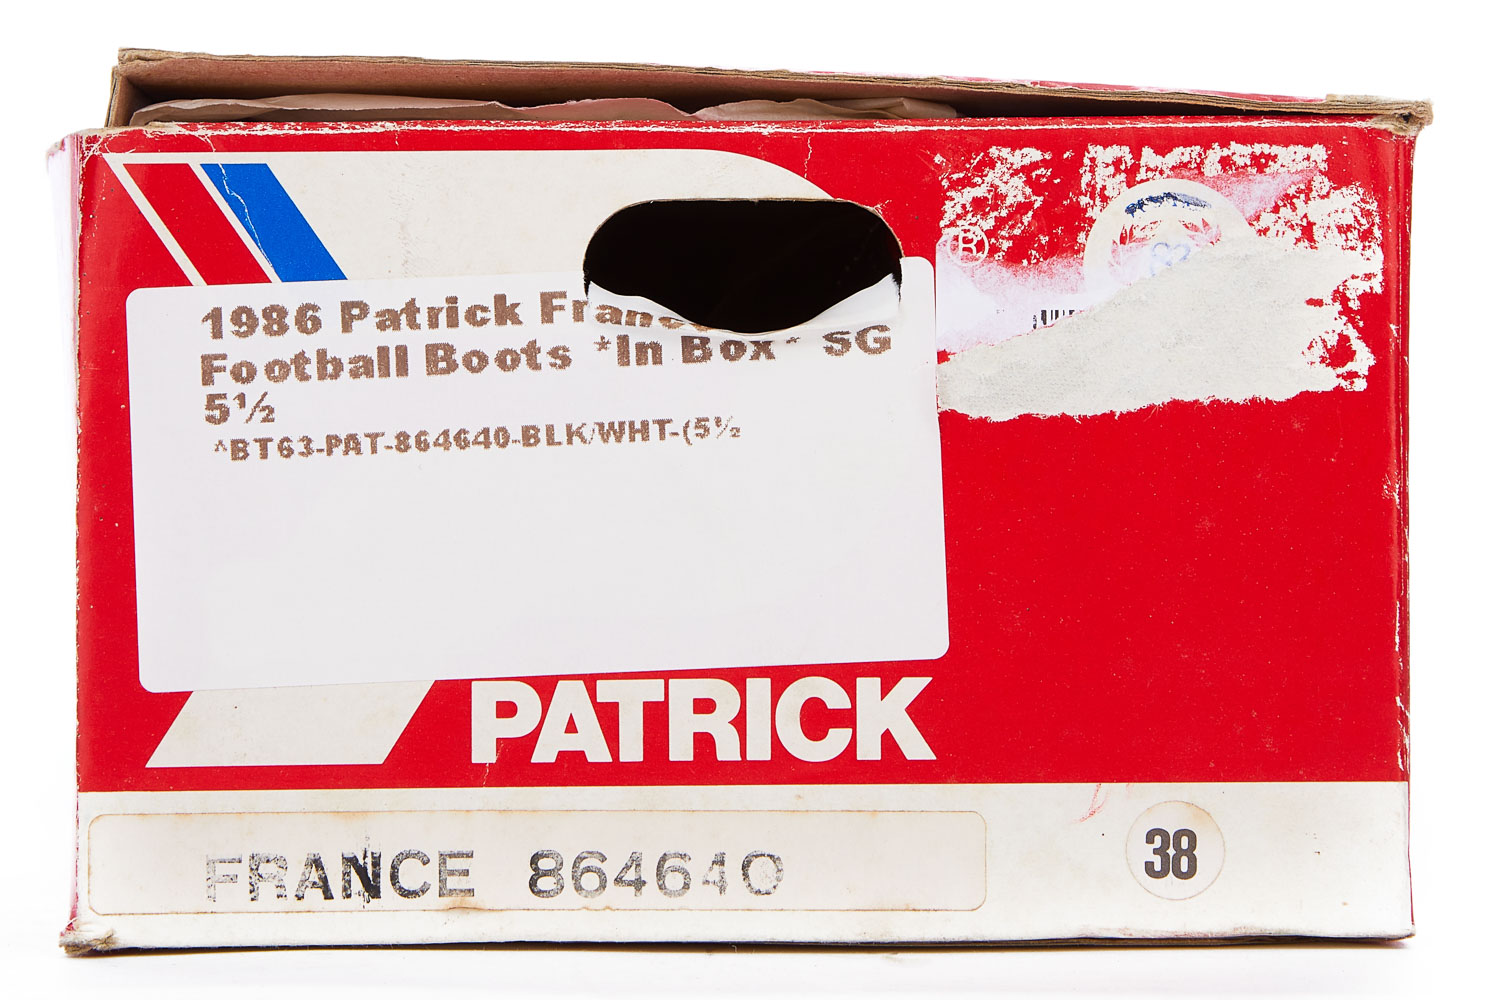 1986 Patrick
Football Boots *In Box* SG
5½
^BT63-PAT-864640-BLK/WHT-(5½
®
PATRICK
FRANCE 864640
38